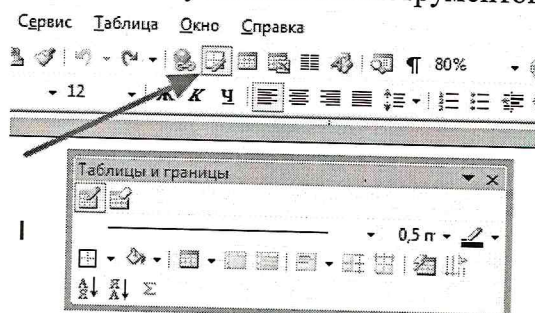 Сервис Таблица Окно Справка
¶ 80%
12 Ж К Ч
Таблицы и границы
0,5 п
А Я Я А Σ